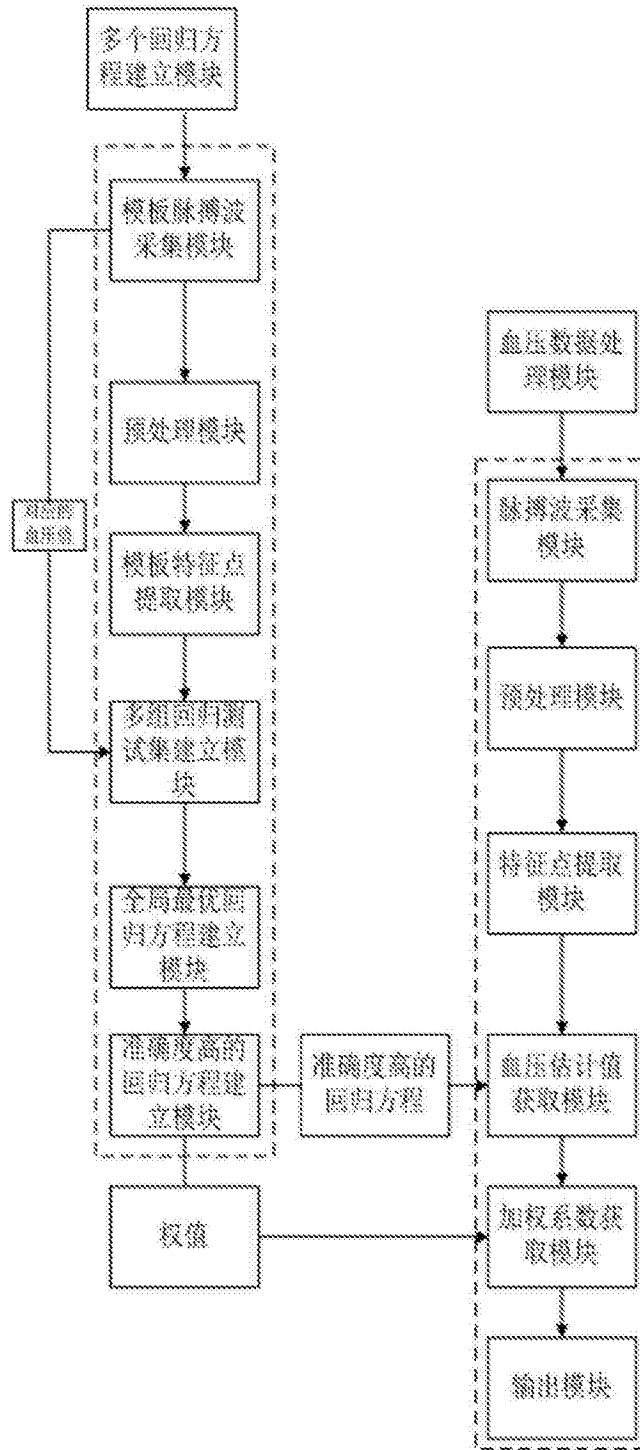 多个回归方
程建立模块
模板脉搏波
采集模块
预处理模块
对应的
血压值
模板特征点
提取模块
多组回归测
试集建立模
块
全局最优回
归方程建立
模块
准确度高的
回归方程建
立模块
准确度高的
回归方程
权值
血压数据处
理模块
脉搏波采集
模块
预处理模块
特征点提取
模块
血压估计值
获取模块
加权系数获
取模块
输出模块